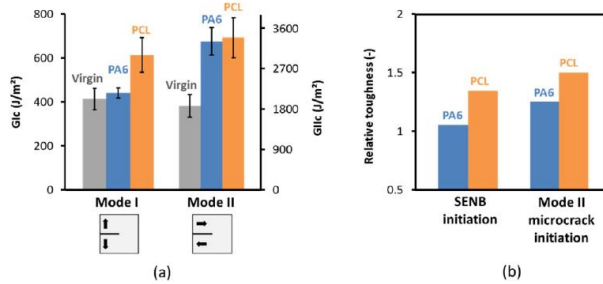 800
600
400
200
0
GIc (J/m²)
Virgin
PA6
PCL
Virgin
PA6
PCL
3600
2700
1800
900
0
GIIc (J/m²)
Mode I
Mode II
(a)
2
1.5
1
0.5
Relative toughness (-)
PA6
PCL
PA6
PCL
SENB
initiation
Mode II
microcrack
initiation
(b)